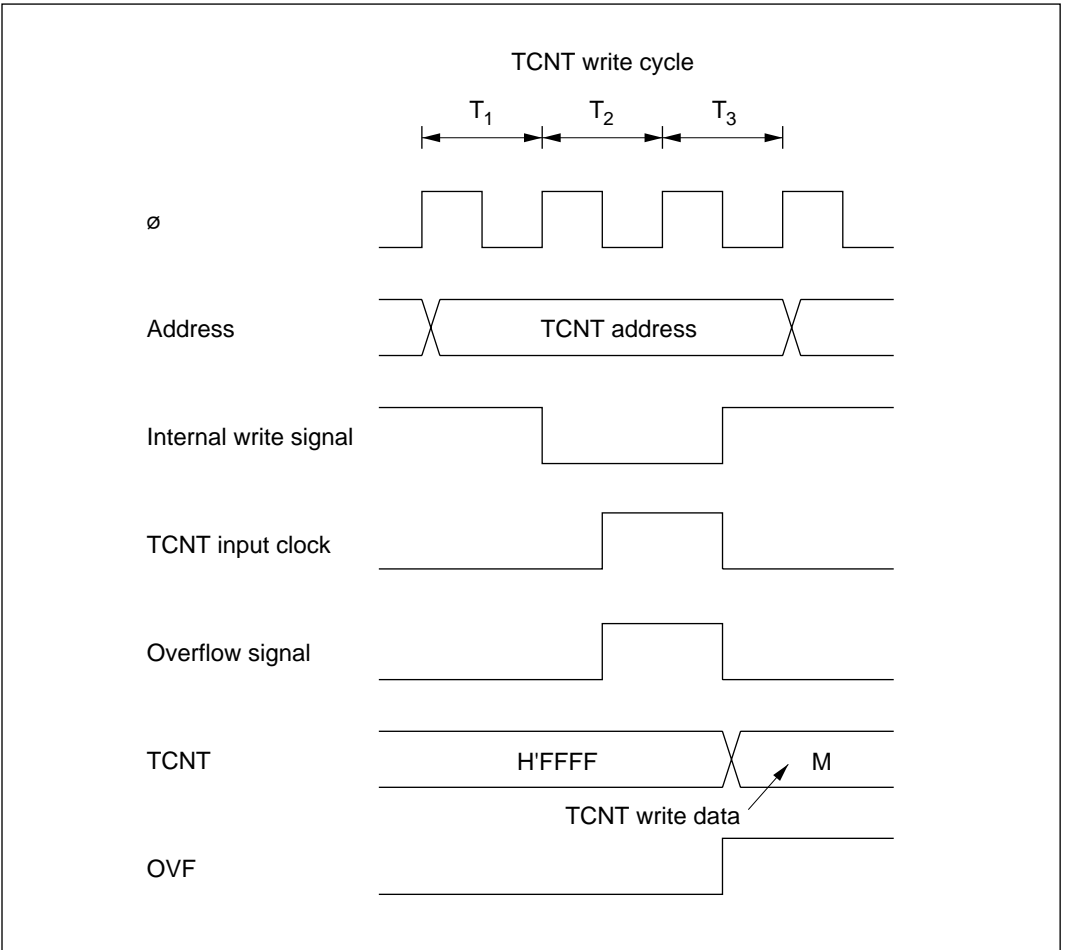 TCNT write cycle
T1 T2 T3
ø
Address TCNT address
Internal write signal
TCNT input clock
Overflow signal
TCNT H'FFFF M
TCNT write data
OVF